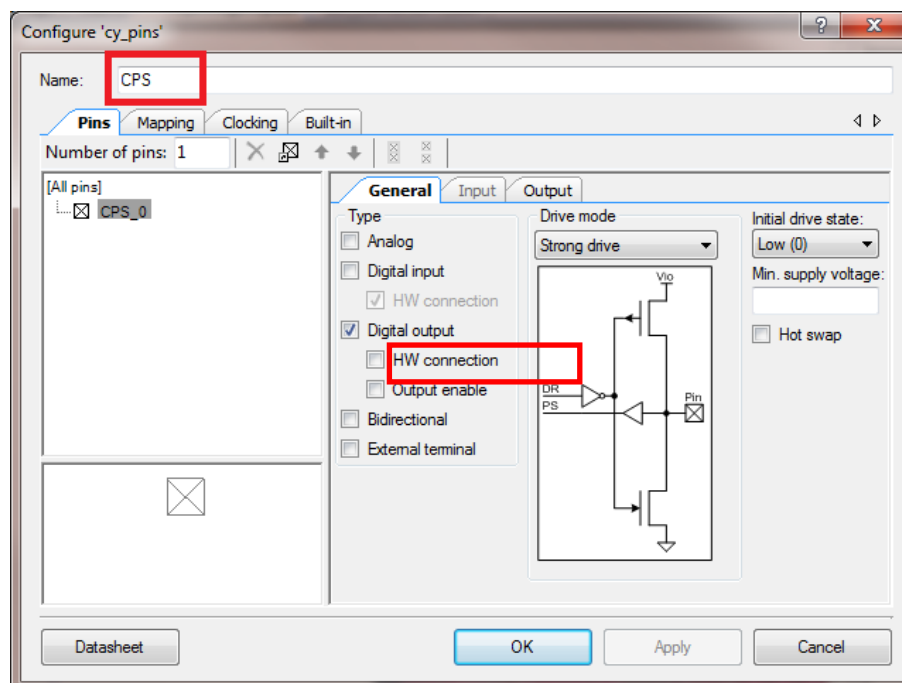 Configure 'cy_pins'
Name: CPS
Pins Mapping Clocking Built-in
Number of pins: 1
[All pins]
CPS_0
General Input Output
Type
Analog
Digital input
HW connection
Digital output
HW connection
Output enable
Bidirectional
External terminal
Drive mode
Strong drive
Vio
DR
PS
Pin
Initial drive state:
Low (0)
Min. supply voltage:
Hot swap
Datasheet OK Apply Cancel